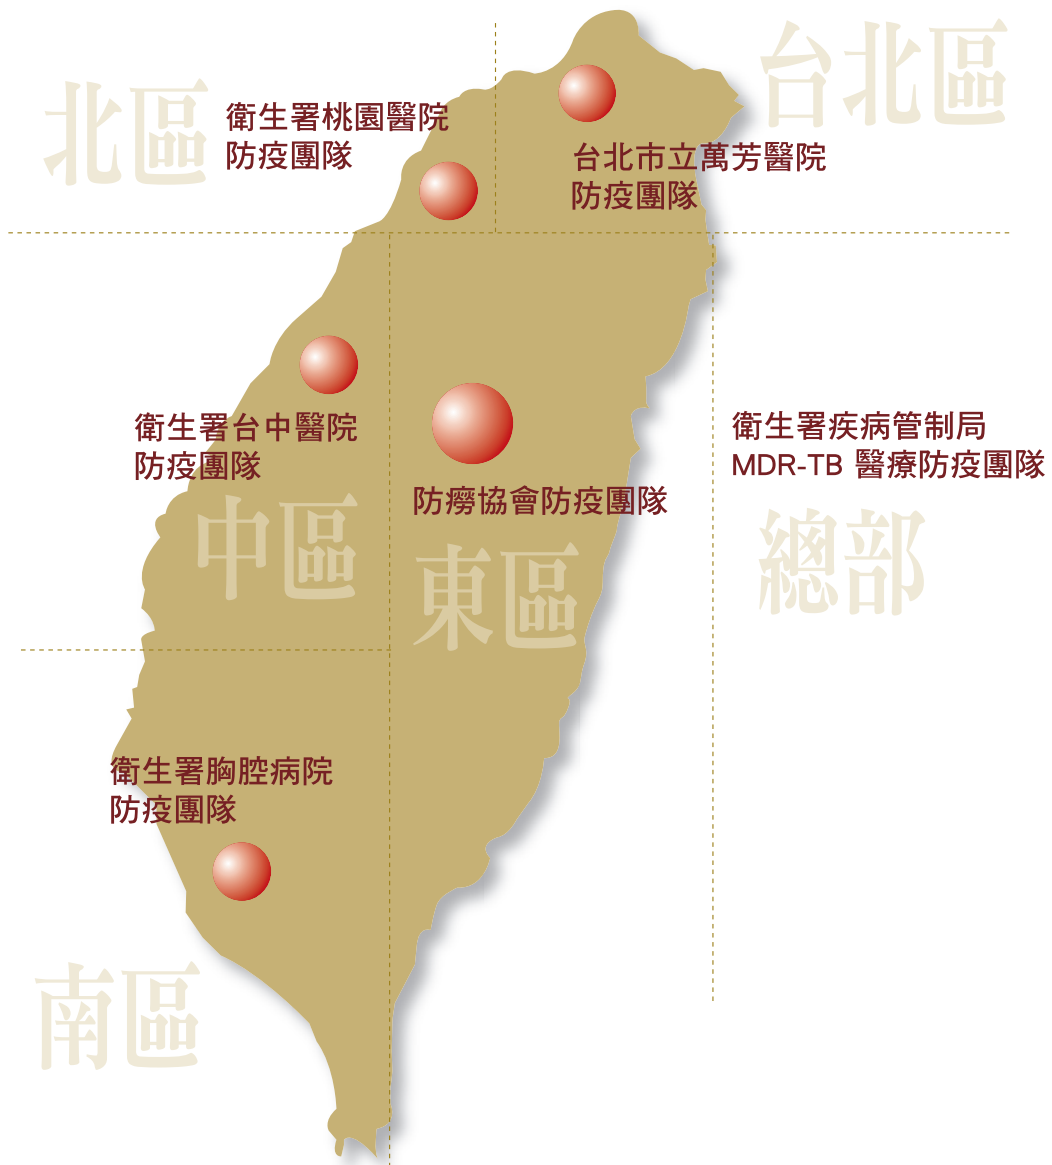 台北區
北區
衛生署桃園醫院
防疫團隊
台北市立萬芳醫院
防疫團隊
衛生署台中醫院
防疫團隊
中區
防癆協會防疫團隊
東區
衛生署疾病管制局
MDR-TB 醫療防疫團隊
總部
衛生署胸腔病院
防疫團隊
南區